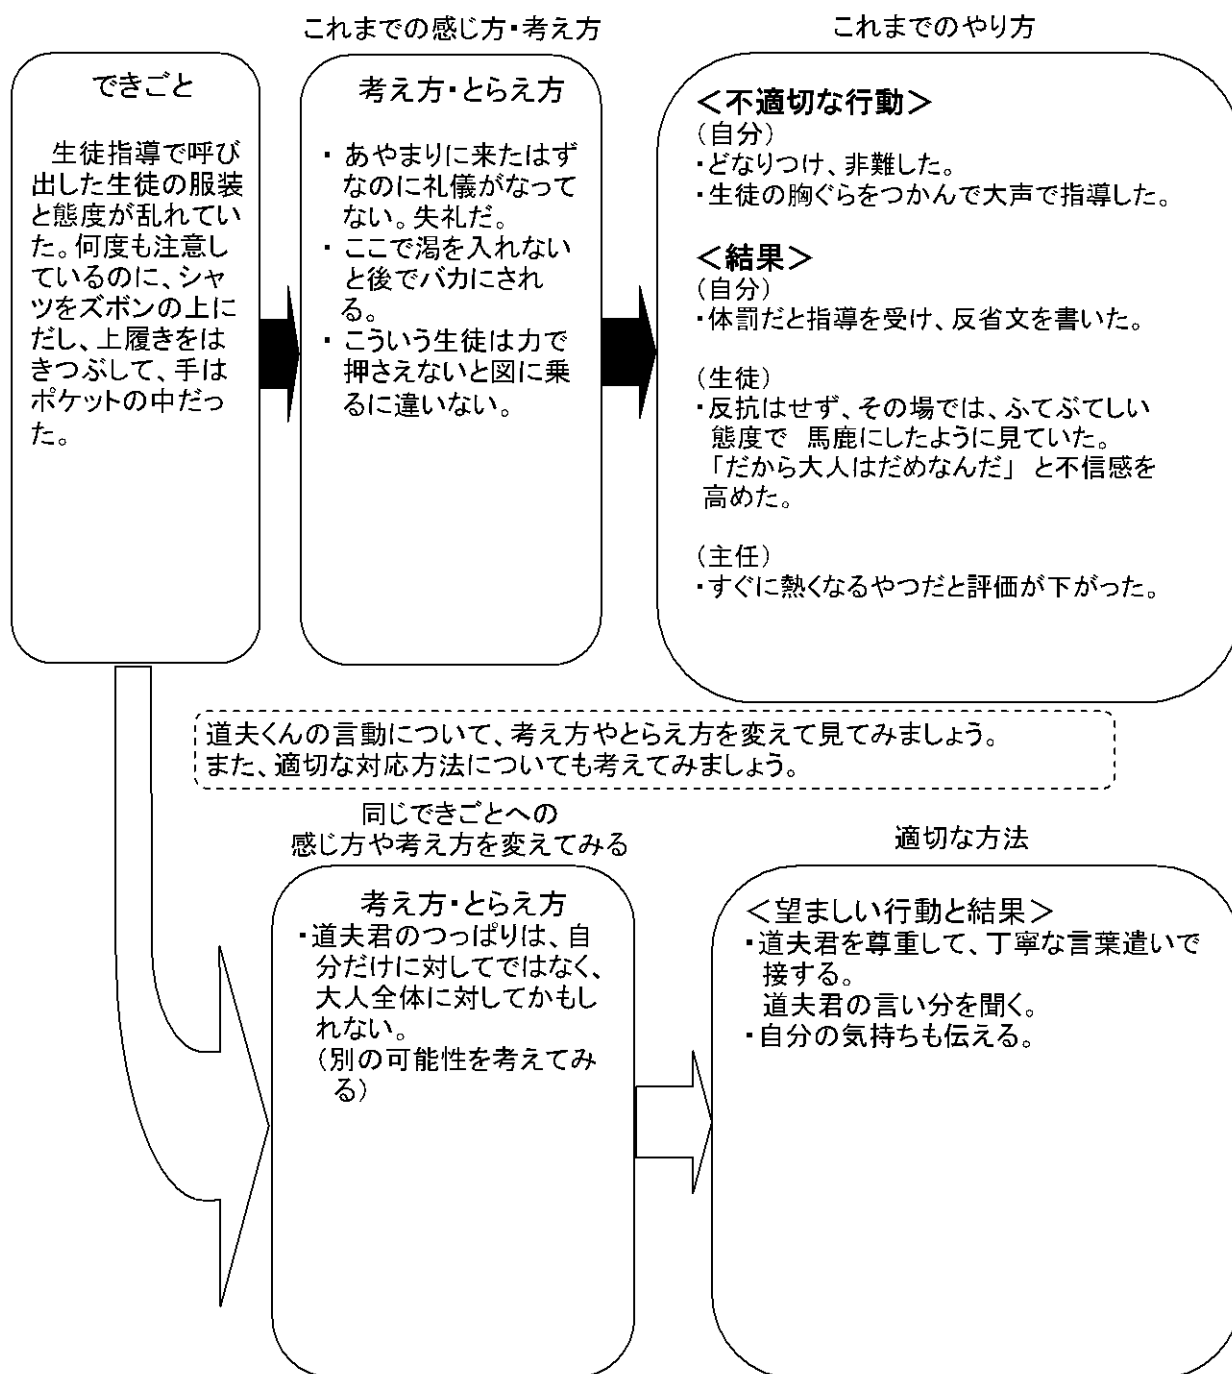 これまでの感じ方・考え方
これまでのやり方
できごと
生徒指導で呼び
出した生徒の服装
と態度が乱れてい
た。何度も注意し
ているのに、シャ
ツをズボンの上に
だし、上履きをは
きつぶして、手は
ポケットの中だっ
た。
考え方・とらえ方
・ あやまりに来たはず
なのに礼儀がなって
ない。失礼だ。
・ ここで渇を入れない
と後でバカにされ
る。
・ こういう生徒は力で
押さえないと図に乗
るに違いない。
＜不適切な行動＞
（自分）
・どなりつけ、非難した。
・生徒の胸ぐらをつかんで大声で指導した。
＜結果＞
（自分）
・体罰だと指導を受け、反省文を書いた。
（生徒）
・反抗はせず、その場では、ふてぶてしい
態度で 馬鹿にしたように見ていた。
「だから大人はだめなんだ」 と不信感を
高めた。
（主任）
・すぐに熱くなるやつだと評価が下がった。
道夫くんの言動について、考え方やとらえ方を変えて見てみましょう。
また、適切な対応方法についても考えてみましょう。
同じできごとへの
感じ方や考え方を変えてみる
適切な方法
考え方・とらえ方
・道夫君のつっぱりは、自
分だけに対してではなく、
大人全体に対してかもし
れない。
（別の可能性を考えてみ
る）
＜望ましい行動と結果＞
・道夫君を尊重して、丁寧な言葉遣いで
接する。
道夫君の言い分を聞く。
・自分の気持ちも伝える。